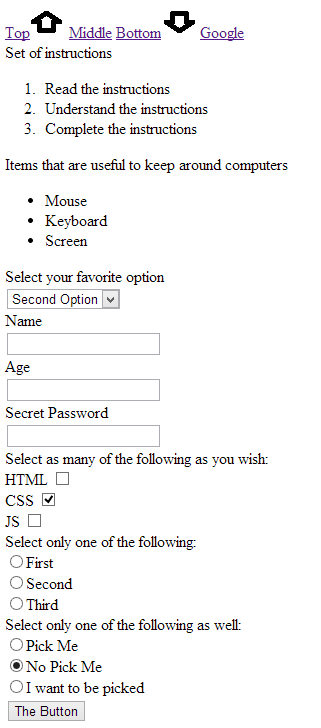 Top Middle Bottom Google
Set of instructions
1. Read the instructions
2. Understand the instructions
3. Complete the instructions
Items that are useful to keep around computers
• Mouse
• Keyboard
• Screen
Select your favorite option
Second Option
Name
Age
Secret Password
Select as many of the following as you wish:
HTML
CSS
JS
Select only one of the following:
First
Second
Third
Select only one of the following as well:
Pick Me
No Pick Me
I want to be picked
The Button